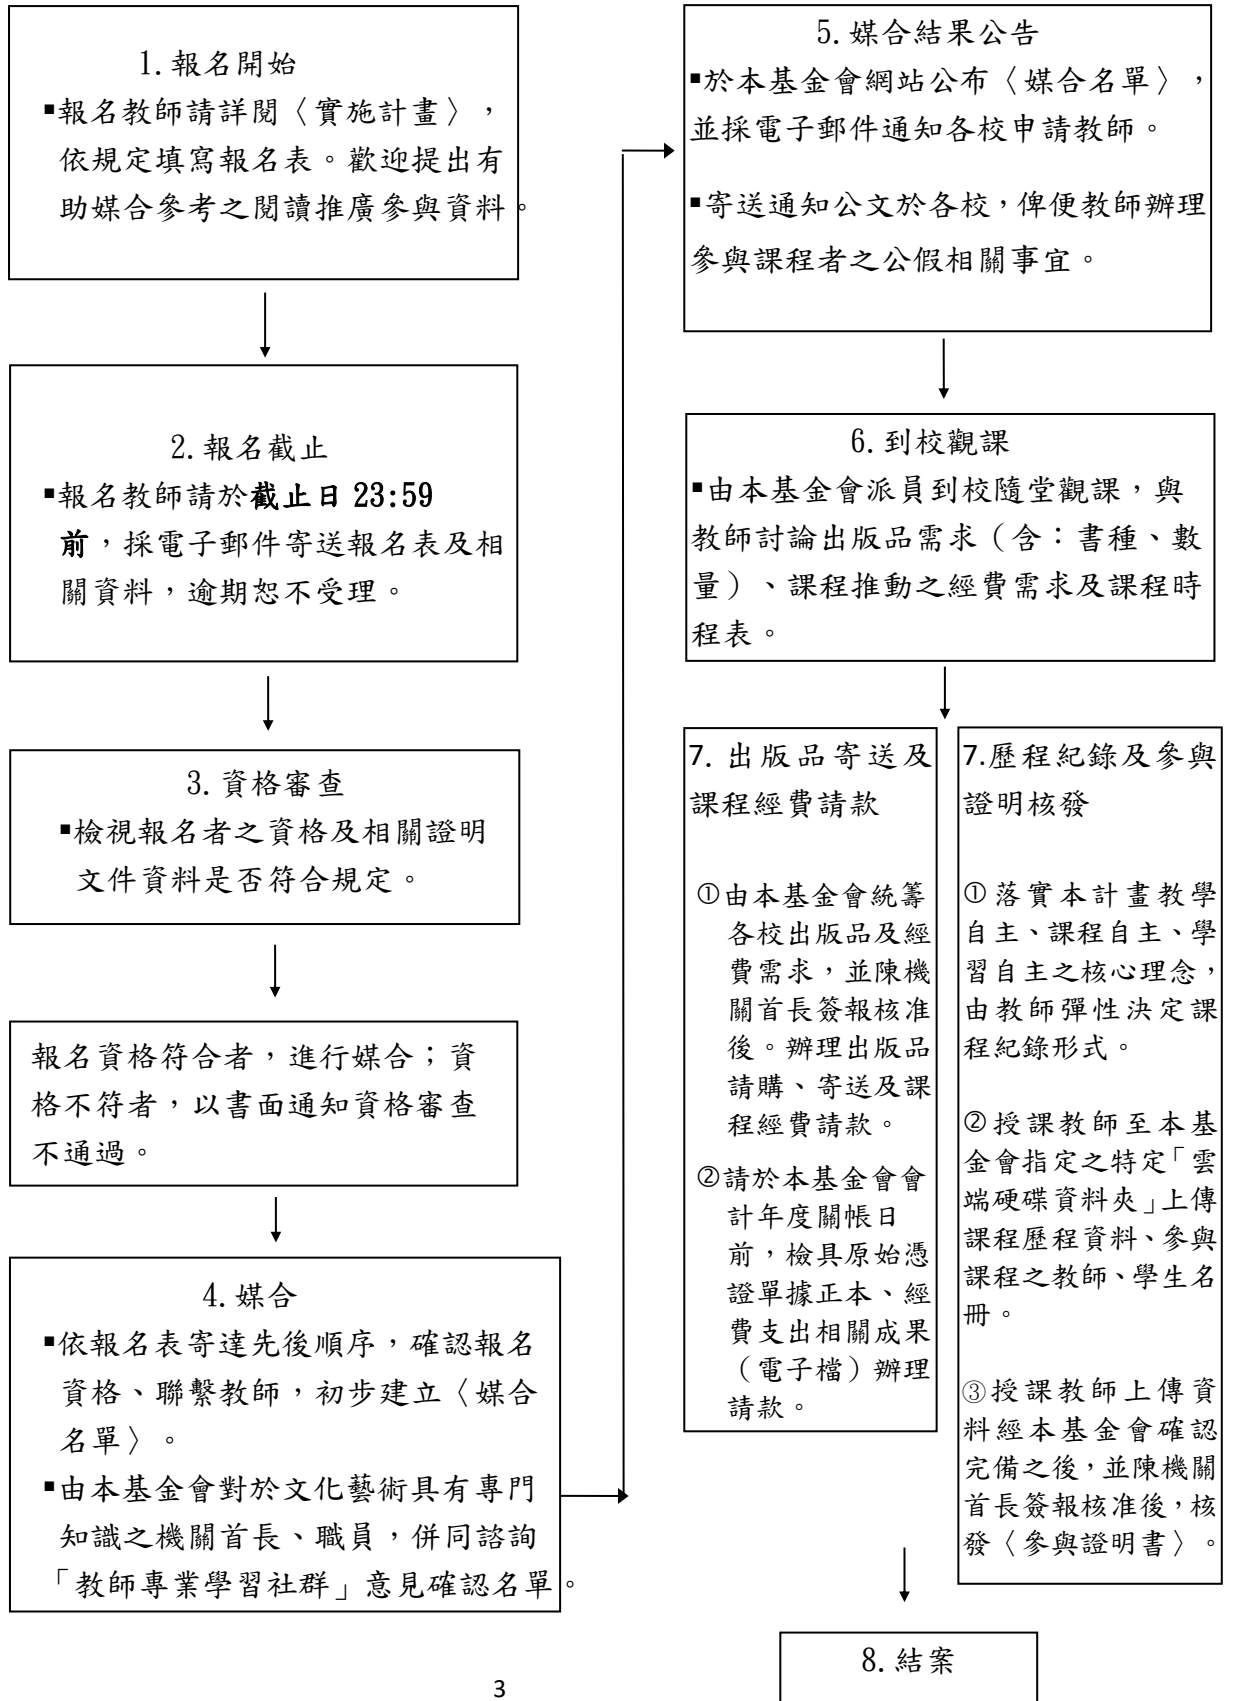 1.報名開始
▪報名教師請詳閱〈實施計畫〉，
依規定填寫報名表。歡迎提出有
助媒合參考之閱讀推廣參與資料。
2.報名截止
▪報名教師請於截止日 23:59
前，採電子郵件寄送報名表及相
關資料，逾期恕不受理。
3.資格審查
▪檢視報名者之資格及相關證明
文件資料是否符合規定。
報名資格符合者，進行媒合；資
格不符者，以書面通知資格審查
不通過。
4.媒合
▪依報名表寄達先後順序，確認報名
資格、聯繫教師，初步建立〈媒合
名單〉。
▪由本基金會對於文化藝術具有專門
知識之機關首長、職員，併同諮詢
「教師專業學習社群」意見確認名單。
5.媒合結果公告
▪於本基金會網站公布〈媒合名單〉，
並採電子郵件通知各校申請教師。
▪寄送通知公文於各校，俾便教師辦理
參與課程者之公假相關事宜。
6.到校觀課
▪由本基金會派員到校隨堂觀課，與
教師討論出版品需求（含：書種、數
量）、課程推動之經費需求及課程時
程表。
7.出版品寄送及
課程經費請款
①由本基金會統籌
各校出版品及經
費需求，並陳機
關首長簽報核准
後。辦理出版品
請購、寄送及課
程經費請款。
②請於本基金會會
計年度關帳日
前，檢具原始憑
證單據正本、經
費支出相關成果
（電子檔）辦理
請款。
7.歷程紀錄及參與
證明核發
①落實本計畫教學
自主、課程自主、學
習自主之核心理念，
由教師彈性決定課
程紀錄形式。
②授課教師至本基
金會指定之特定「雲
端硬碟資料夾」上傳
課程歷程資料、參與
課程之教師、學生名
冊。
③授課教師上傳資
料經本基金會確認
完備之後，並陳機關
首長簽報核准後，核
發〈參與證明書〉。
8.結案
3